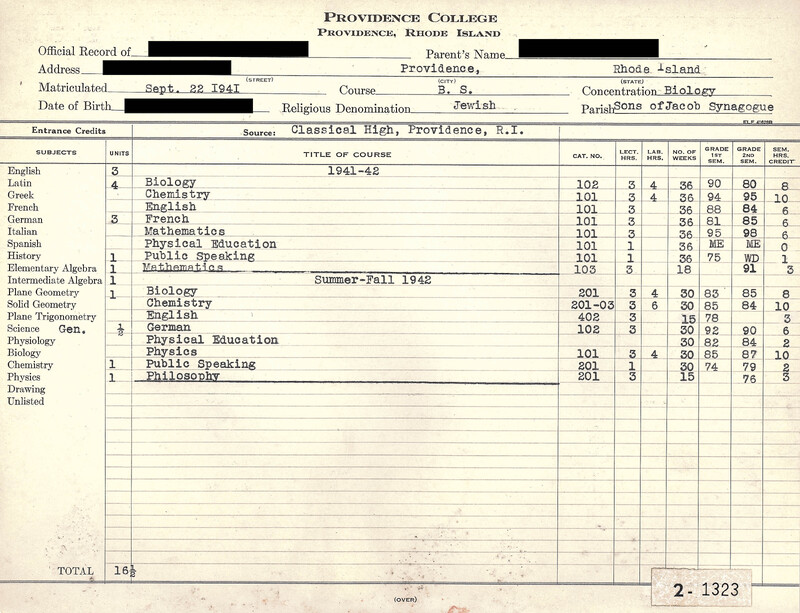 PROVIDENCE COLLEGE
PROVIDENCE, RHODE ISLAND
Official Record of Parent's Name
Address Providence, Rhode Island
(STREET) (CITY) (STATE)
Matriculated Sept. 22 1941 Course B. S. Concentration Biology
Date of Birth Religious Denomination Jewish Parish Sons of Jacob Synagogue
Entrance Credits Source: Classical High, Providence, R.I.
SUBJECTS UNITS TITLE OF COURSE CAT. NO. LECT. HRS. LAB. HRS. NO. OF WEEKS GRADE 1ST SEM. GRADE 2ND SEM. SEM. HRS. CREDIT
English 3 1941-42
Latin 4 Biology 102 3 4 36 90 80 8
Greek Chemistry 101 3 4 36 94 95 10
French English 101 3 36 88 84 6
German 3 French 101 3 36 81 85 6
Italian Mathematics 101 3 36 95 98 6
Spanish Physical Education 101 1 36 ME ME 0
History 1 Public Speaking 101 1 36 75 WD 1
Elementary Algebra 1 Mathematics 103 3 18 91 3
Intermediate Algebra 1 Summer-Fall 1942
Plane Geometry 1 Biology 201 3 4 30 83 85 8
Solid Geometry Chemistry 201-03 3 6 30 85 84 10
Plane Trigonometry English 402 3 15 78 3
Science Gen. ½ German 102 3 30 92 90 6
Physiology Physical Education 30 82 84 2
Biology Physics 101 3 4 30 85 87 10
Chemistry 1 Public Speaking 201 1 30 74 79 2
Physics 1 Philosophy 201 3 15 76 3
Drawing
Unlisted
TOTAL 16½
2-1323
(OVER)